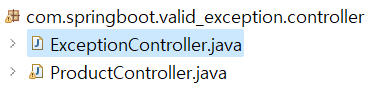 com.springboot.valid_exception.controller
ExceptionController.java
ProductController.java